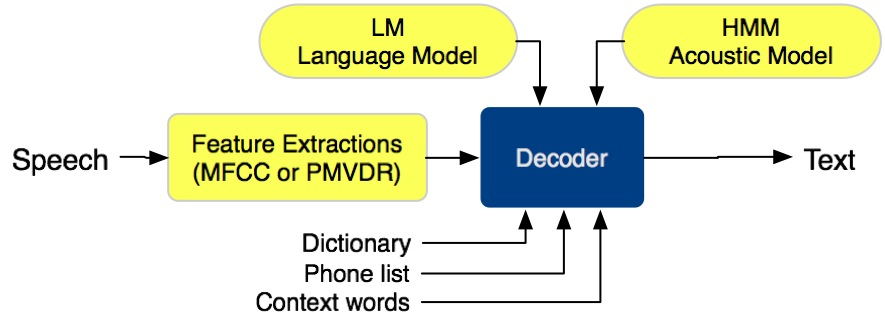 LM
Language Model
HMM
Acoustic Model
Speech
Feature Extractions
(MFCC or PMVDR)
Decoder
Text
Dictionary
Phone list
Context words